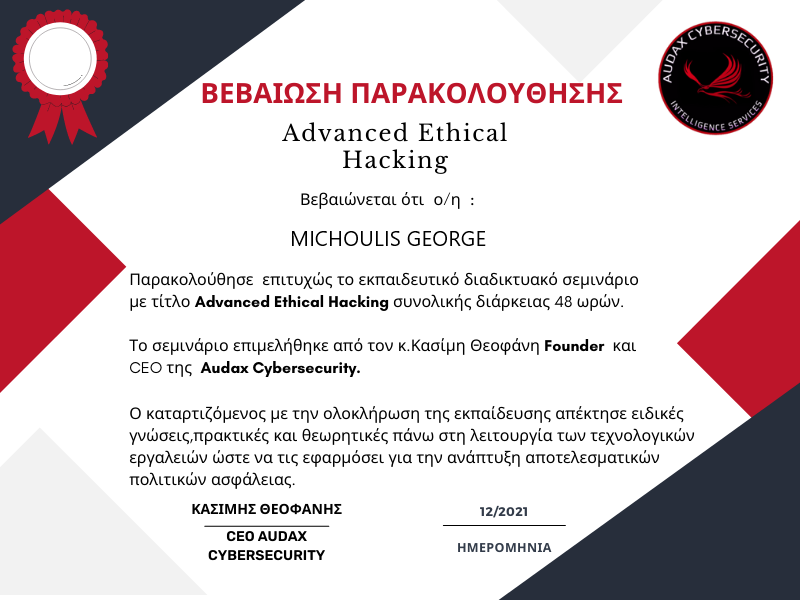 AUDAX CYBERSECURITY
INTELLIGENCE SERVICES
ΒΕΒΑΙΩΣΗ ΠΑΡΑΚΟΛΟΥΘΗΣΗΣ
Advanced Ethical
Hacking
Βεβαιώνεται ότι ο/η :
MICHOULIS GEORGE
Παρακολούθησε επιτυχώς το εκπαιδευτικό διαδικτυακό σεμινάριο
με τίτλο Advanced Ethical Hacking συνολικής διάρκειας 48 ωρών.
Το σεμινάριο επιμελήθηκε από τον κ.Κασίμη Θεοφάνη Founder και
CEO της Audax Cybersecurity.
Ο καταρτιζόμενος με την ολοκλήρωση της εκπαίδευσης απέκτησε ειδικές
γνώσεις,πρακτικές και θεωρητικές πάνω στη λειτουργία των τεχνολογικών
εργαλειών ώστε να τις εφαρμόσει για την ανάπτυξη αποτελεσματικών
πολιτικών ασφάλειας.
ΚΑΣΙΜΗΣ ΘΕΟΦΑΝΗΣ
CEO AUDAX
CYBERSECURITY
12/2021
ΗΜΕΡΟΜΗΝΙΑ